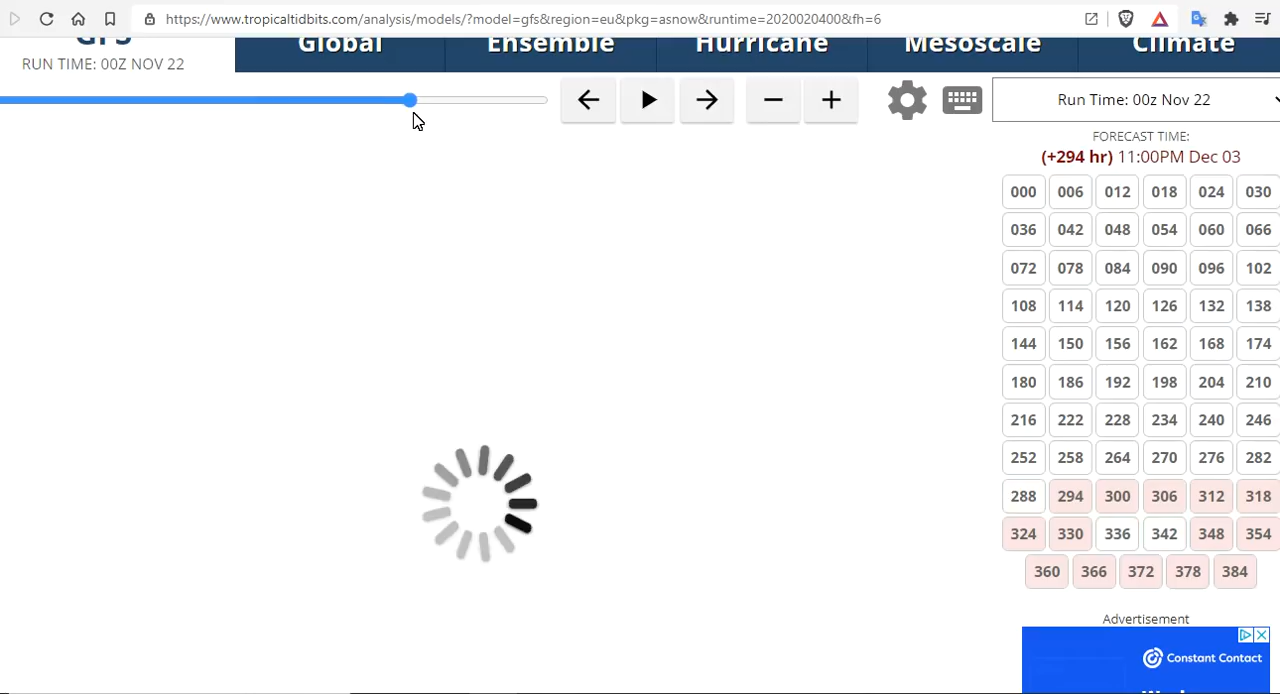 https://www.tropicaltidbits.com/analysis/models/?model=gfs&region=eu&pkg=asnow&runtime=2020020400&fh=6
GFS Global Ensemble Hurricane Mesoscale Climate
RUN TIME: 00Z NOV 22
Run Time: 00z Nov 22
FORECAST TIME:
(+294 hr) 11:00PM Dec 03
000 006 012 018 024 030
036 042 048 054 060 066
072 078 084 090 096 102
108 114 120 126 132 138
144 150 156 162 168 174
180 186 192 198 204 210
216 222 228 234 240 246
252 258 264 270 276 282
288 294 300 306 312 318
324 330 336 342 348 354
360 366 372 378 384
Advertisement
Constant Contact